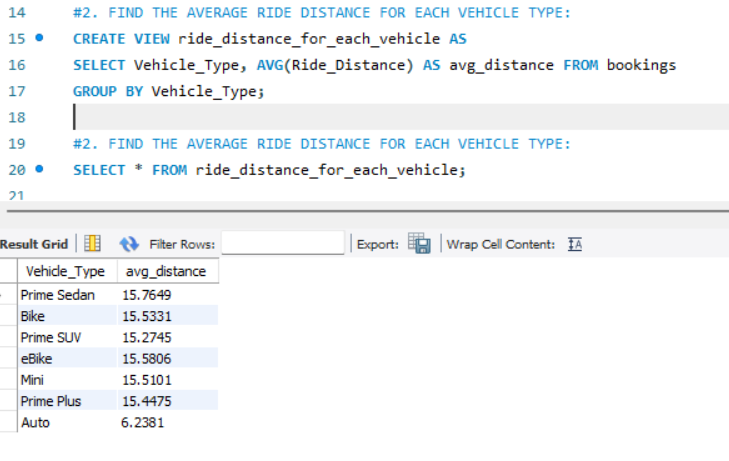 14 #2. FIND THE AVERAGE RIDE DISTANCE FOR EACH VEHICLE TYPE:
15 CREATE VIEW ride_distance_for_each_vehicle AS
16 SELECT Vehicle_Type, AVG(Ride_Distance) AS avg_distance FROM bookings
17 GROUP BY Vehicle_Type;
18
19 #2. FIND THE AVERAGE RIDE DISTANCE FOR EACH VEHICLE TYPE:
20 SELECT * FROM ride_distance_for_each_vehicle;
21
Result Grid Filter Rows: Export: Wrap Cell Content: IA
Vehicle_Type avg_distance
Prime Sedan 15.7649
Bike 15.5331
Prime SUV 15.2745
eBike 15.5806
Mini 15.5101
Prime Plus 15.4475
Auto 6.2381